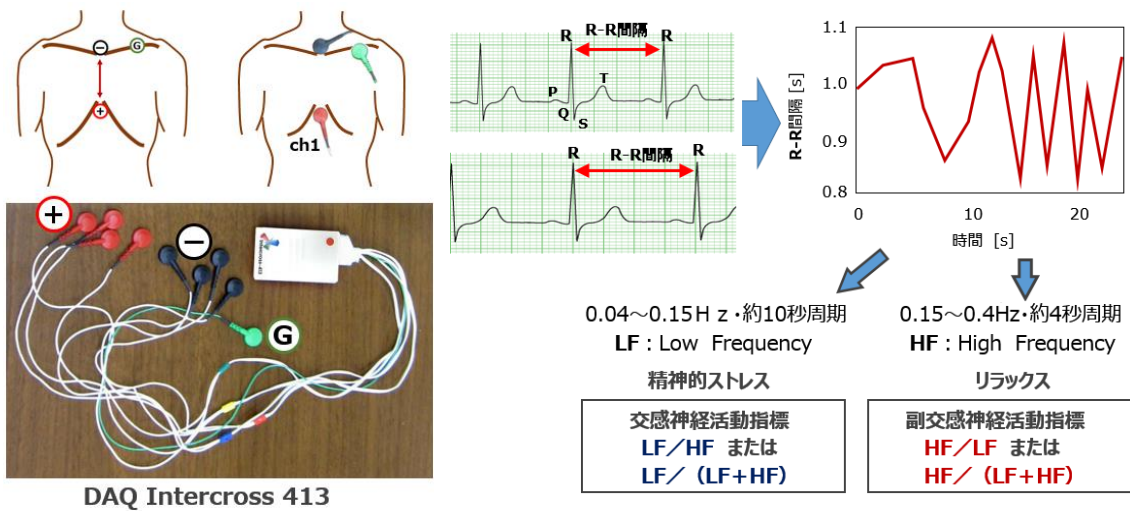 − G
+
ch1
+ −
G
DAQ Intercross 413
R R-R間隔 R
P T
Q
S
R R-R間隔 R
R-R間隔 [s]
1.1
1.0
0.9
0.8
0 10 20
時間 [s]
0.04~0.15Ｈｚ・約10秒周期
LF : Low Frequency
精神的ストレス
交感神経活動指標
LF／HF または
LF／（LF+HF）
0.15~0.4Hz・約4秒周期
HF : High Frequency
リラックス
副交感神経活動指標
HF／LF または
HF／（LF+HF）